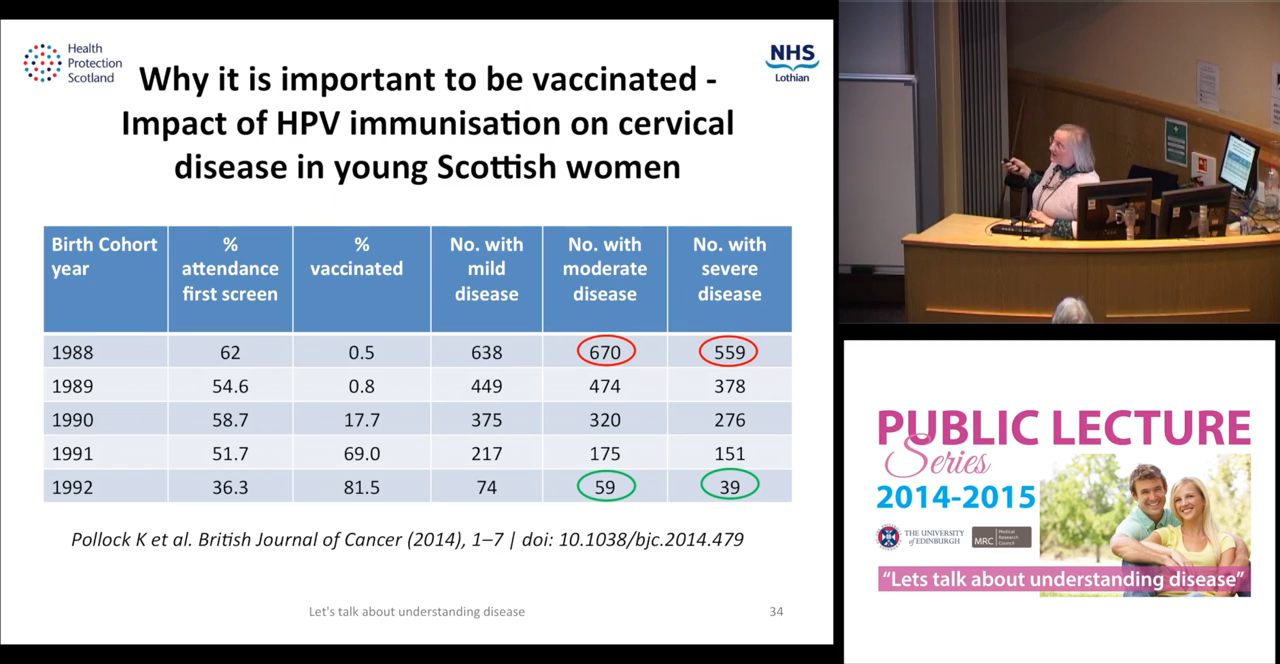 Health
Protection
Scotland
NHS
Lothian
Why it is important to be vaccinated -
Impact of HPV immunisation on cervical
disease in young Scottish women
Birth Cohort year | % attendance first screen | % vaccinated | No. with mild disease | No. with moderate disease | No. with severe disease
1988 62 0.5 638 670 559
1989 54.6 0.8 449 474 378
1990 58.7 17.7 375 320 276
1991 51.7 69.0 217 175 151
1992 36.3 81.5 74 59 39
Pollock K et al. British Journal of Cancer (2014), 1–7 | doi: 10.1038/bjc.2014.479
Let's talk about understanding disease
34
PUBLIC LECTURE
Series
2014-2015
THE UNIVERSITY
of EDINBURGH
MRC
Medical
Research
Council
“Lets talk about understanding disease”